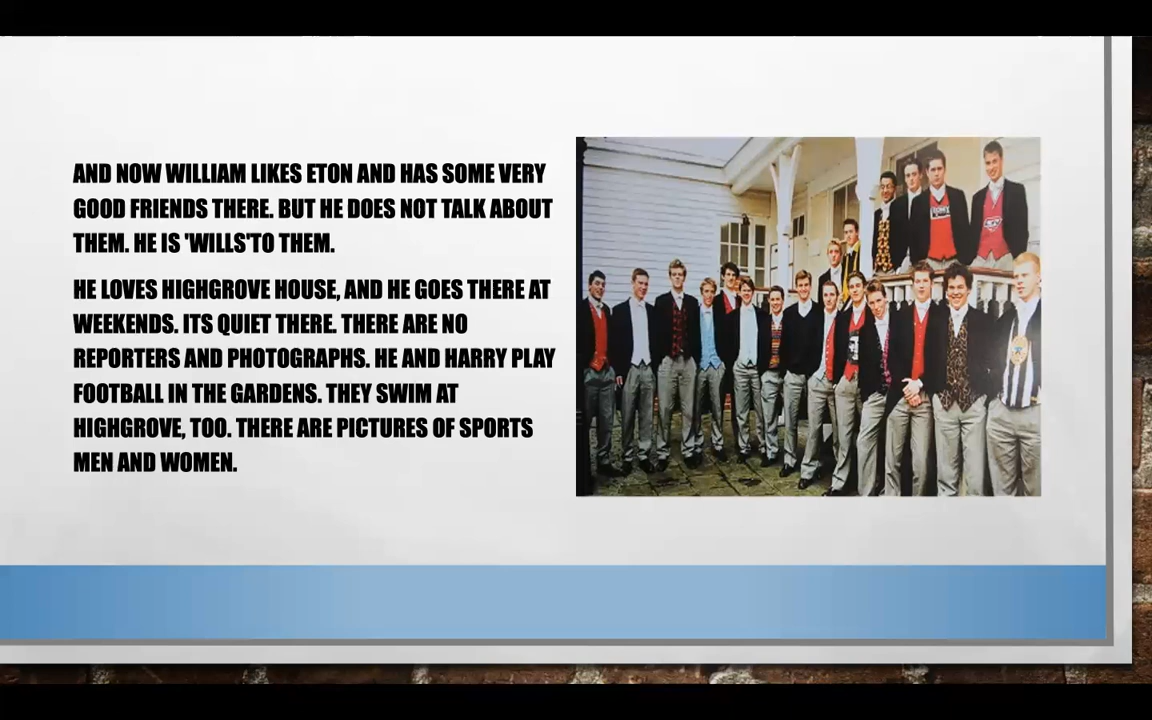 AND NOW WILLIAM LIKES ETON AND HAS SOME VERY
GOOD FRIENDS THERE. BUT HE DOES NOT TALK ABOUT
THEM. HE IS 'WILLS'TO THEM.
HE LOVES HIGHGROVE HOUSE, AND HE GOES THERE AT
WEEKENDS. ITS QUIET THERE. THERE ARE NO
REPORTERS AND PHOTOGRAPHS. HE AND HARRY PLAY
FOOTBALL IN THE GARDENS. THEY SWIM AT
HIGHGROVE, TOO. THERE ARE PICTURES OF SPORTS
MEN AND WOMEN.